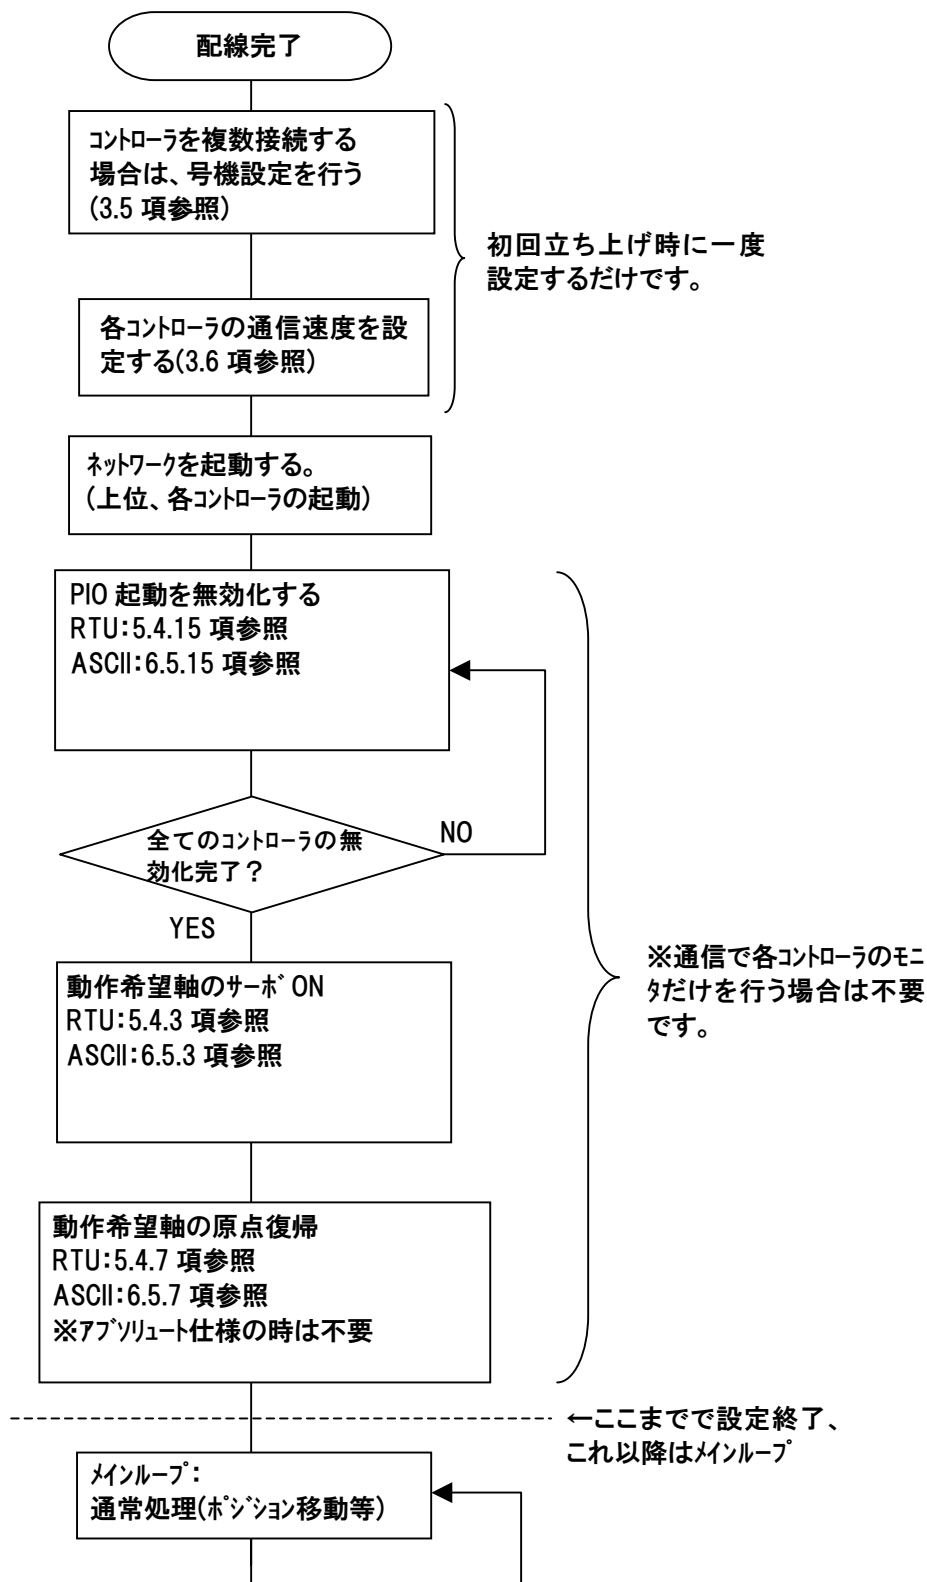 配線完了
ｺﾝﾄﾛｰﾗを複数接続する
場合は、号機設定を行う
(3.5 項参照)
初回立ち上げ時に一度
設定するだけです。
各ｺﾝﾄﾛｰﾗの通信速度を設
定する(3.6 項参照)
ﾈｯﾄﾜｰｸを起動する。
(上位、各ｺﾝﾄﾛｰﾗの起動)
PIO 起動を無効化する
RTU：5.4.15 項参照
ASCII：6.5.15 項参照
全てのｺﾝﾄﾛｰﾗの無
効化完了？
NO
YES
動作希望軸のｻｰﾎﾞ ON
RTU：5.4.3 項参照
ASCII：6.5.3 項参照
※通信で各ｺﾝﾄﾛｰﾗのﾓﾆ
ﾀだけを行う場合は不要
です。
動作希望軸の原点復帰
RTU：5.4.7 項参照
ASCII：6.5.7 項参照
※ｱﾌﾞｿﾘｭｰﾄ仕様の時は不要
←ここまでで設定終了、
これ以降はﾒｲﾝﾙｰﾌﾟ
ﾒｲﾝﾙｰﾌﾟ：
通常処理(ﾎﾟｼﾞｼｮﾝ移動等)